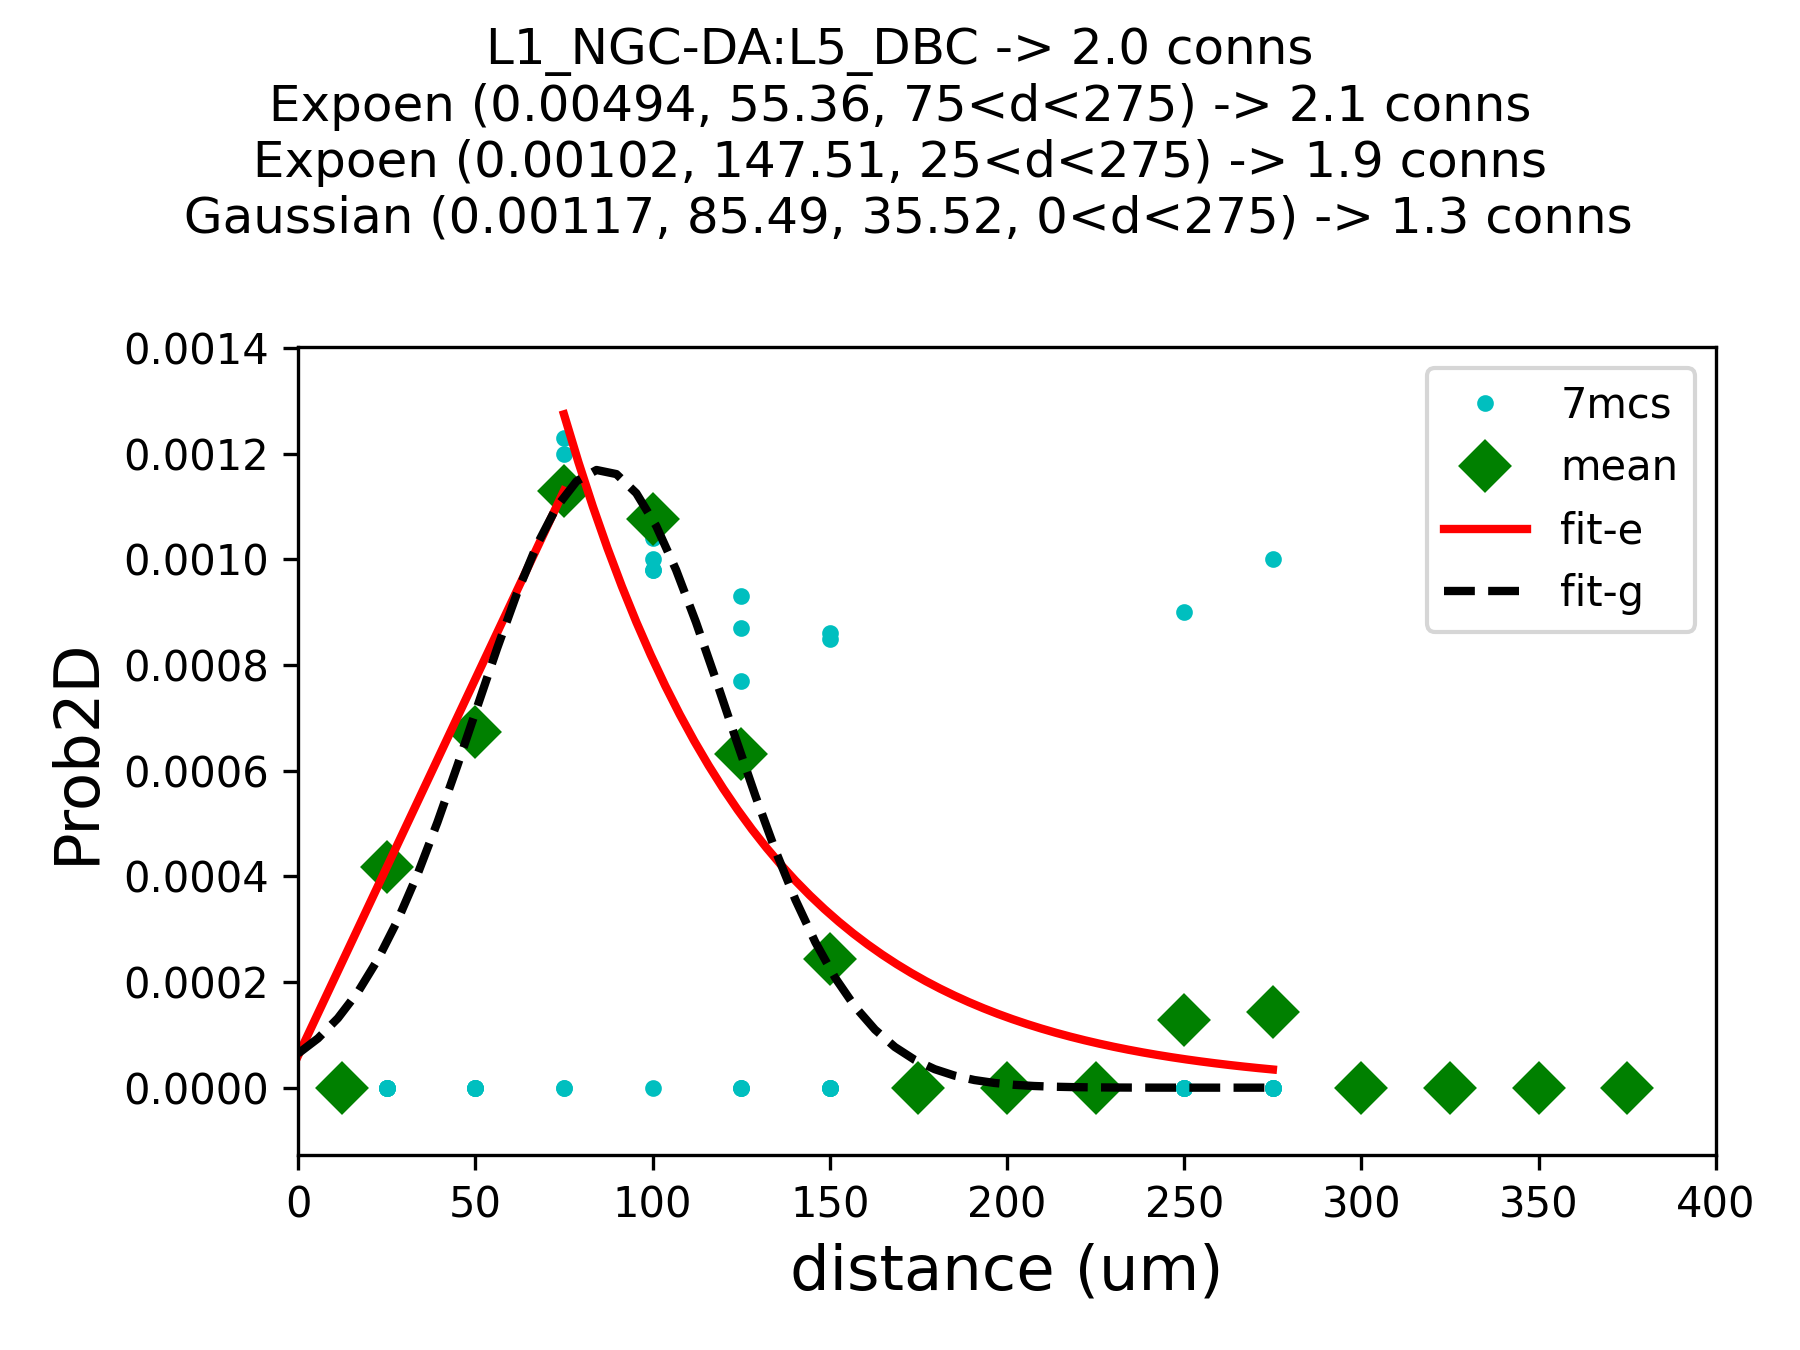 L1_NGC-DA:L5_DBC -> 2.0 conns
Expoen (0.00494, 55.36, 75<d<275) -> 2.1 conns
Expoen (0.00102, 147.51, 25<d<275) -> 1.9 conns
Gaussian (0.00117, 85.49, 35.52, 0<d<275) -> 1.3 conns
0.0014
0.0012
0.0010
0.0008
0.0006
0.0004
0.0002
0.0000
Prob2D
7mcs
mean
fit-e
fit-g
0 50 100 150 200 250 300 350 400
distance (um)